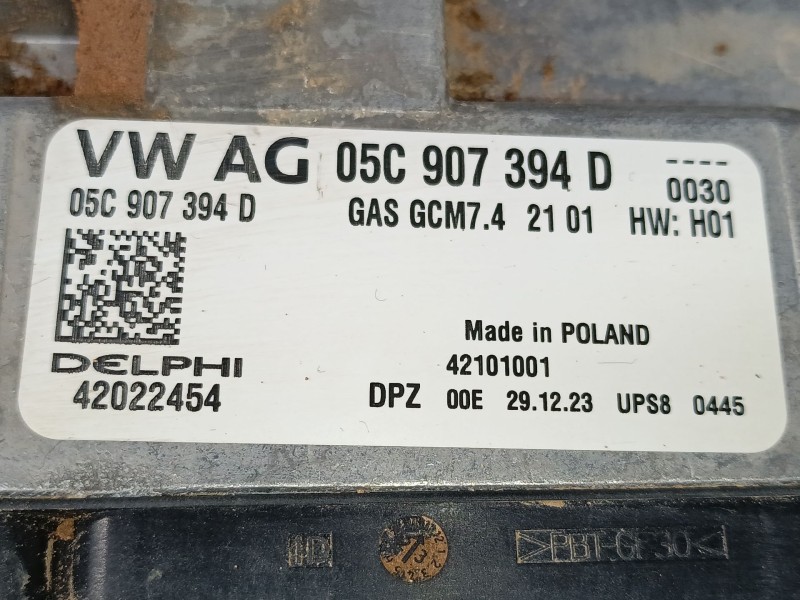 VW AG 05C 907 394 D ----
0030
05C 907 394 D GAS GCM7.4 21 01 HW: H01
Made in POLAND
DELPHI 42101001
42022454 DPZ 00E 29.12.23 UPS8 0445
1D >PBT-GF30<